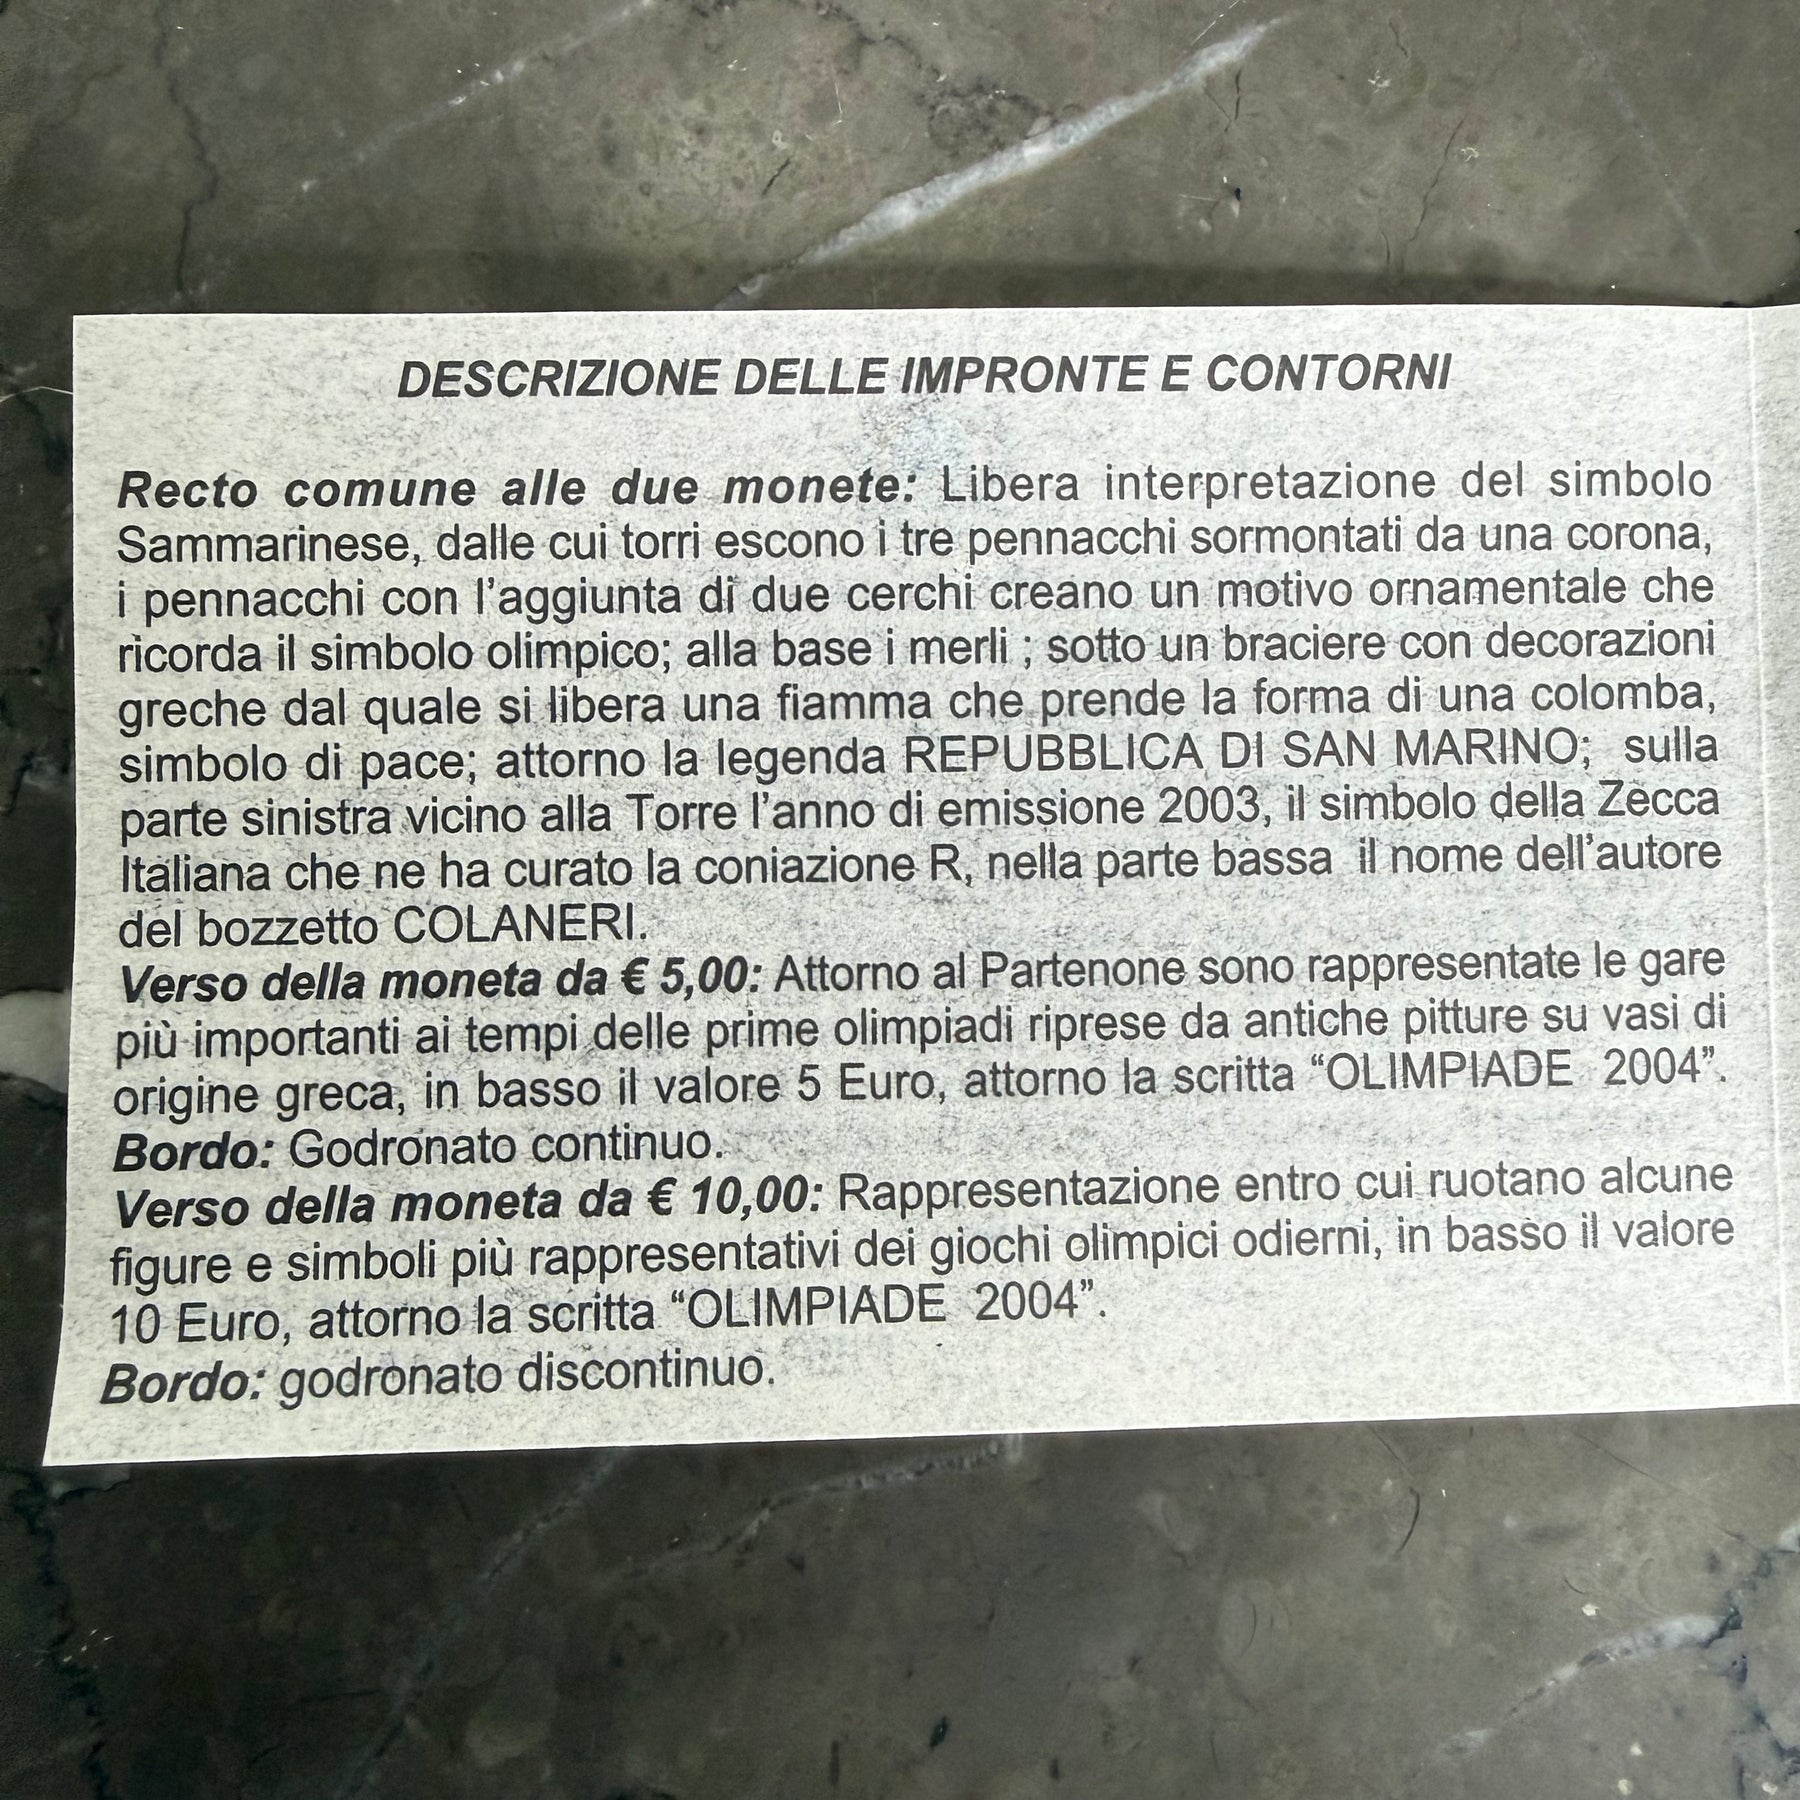 DESCRIZIONE DELLE IMPRONTE E CONTORNI
Recto comune alle due monete: Libera interpretazione del simbolo
Sammarinese, dalle cui torri escono i tre pennacchi sormontati da una corona,
i pennacchi con l'aggiunta di due cerchi creano un motivo ornamentale che
ricorda il simbolo olimpico; alla base i merli ; sotto un braciere con decorazioni
greche dal quale si libera una fiamma che prende la forma di una colomba,
simbolo di pace; attorno la legenda REPUBBLICA DI SAN MARINO; sulla
parte sinistra vicino alla Torre l'anno di emissione 2003, il simbolo della Zecca
Italiana che ne ha curato la coniazione R, nella parte bassa il nome dell'autore
del bozzetto COLANERI.
Verso della moneta da € 5,00: Attorno al Partenone sono rappresentate le gare
più importanti ai tempi delle prime olimpiadi riprese da antiche pitture su vasi di
origine greca, in basso il valore 5 Euro, attorno la scritta “OLIMPIADE 2004”.
Bordo: Godronato continuo.
Verso della moneta da € 10,00: Rappresentazione entro cui ruotano alcune
figure e simboli più rappresentativi dei giochi olimpici odierni, in basso il valore
10 Euro, attorno la scritta “OLIMPIADE 2004”.
Bordo: godronato discontinuo.